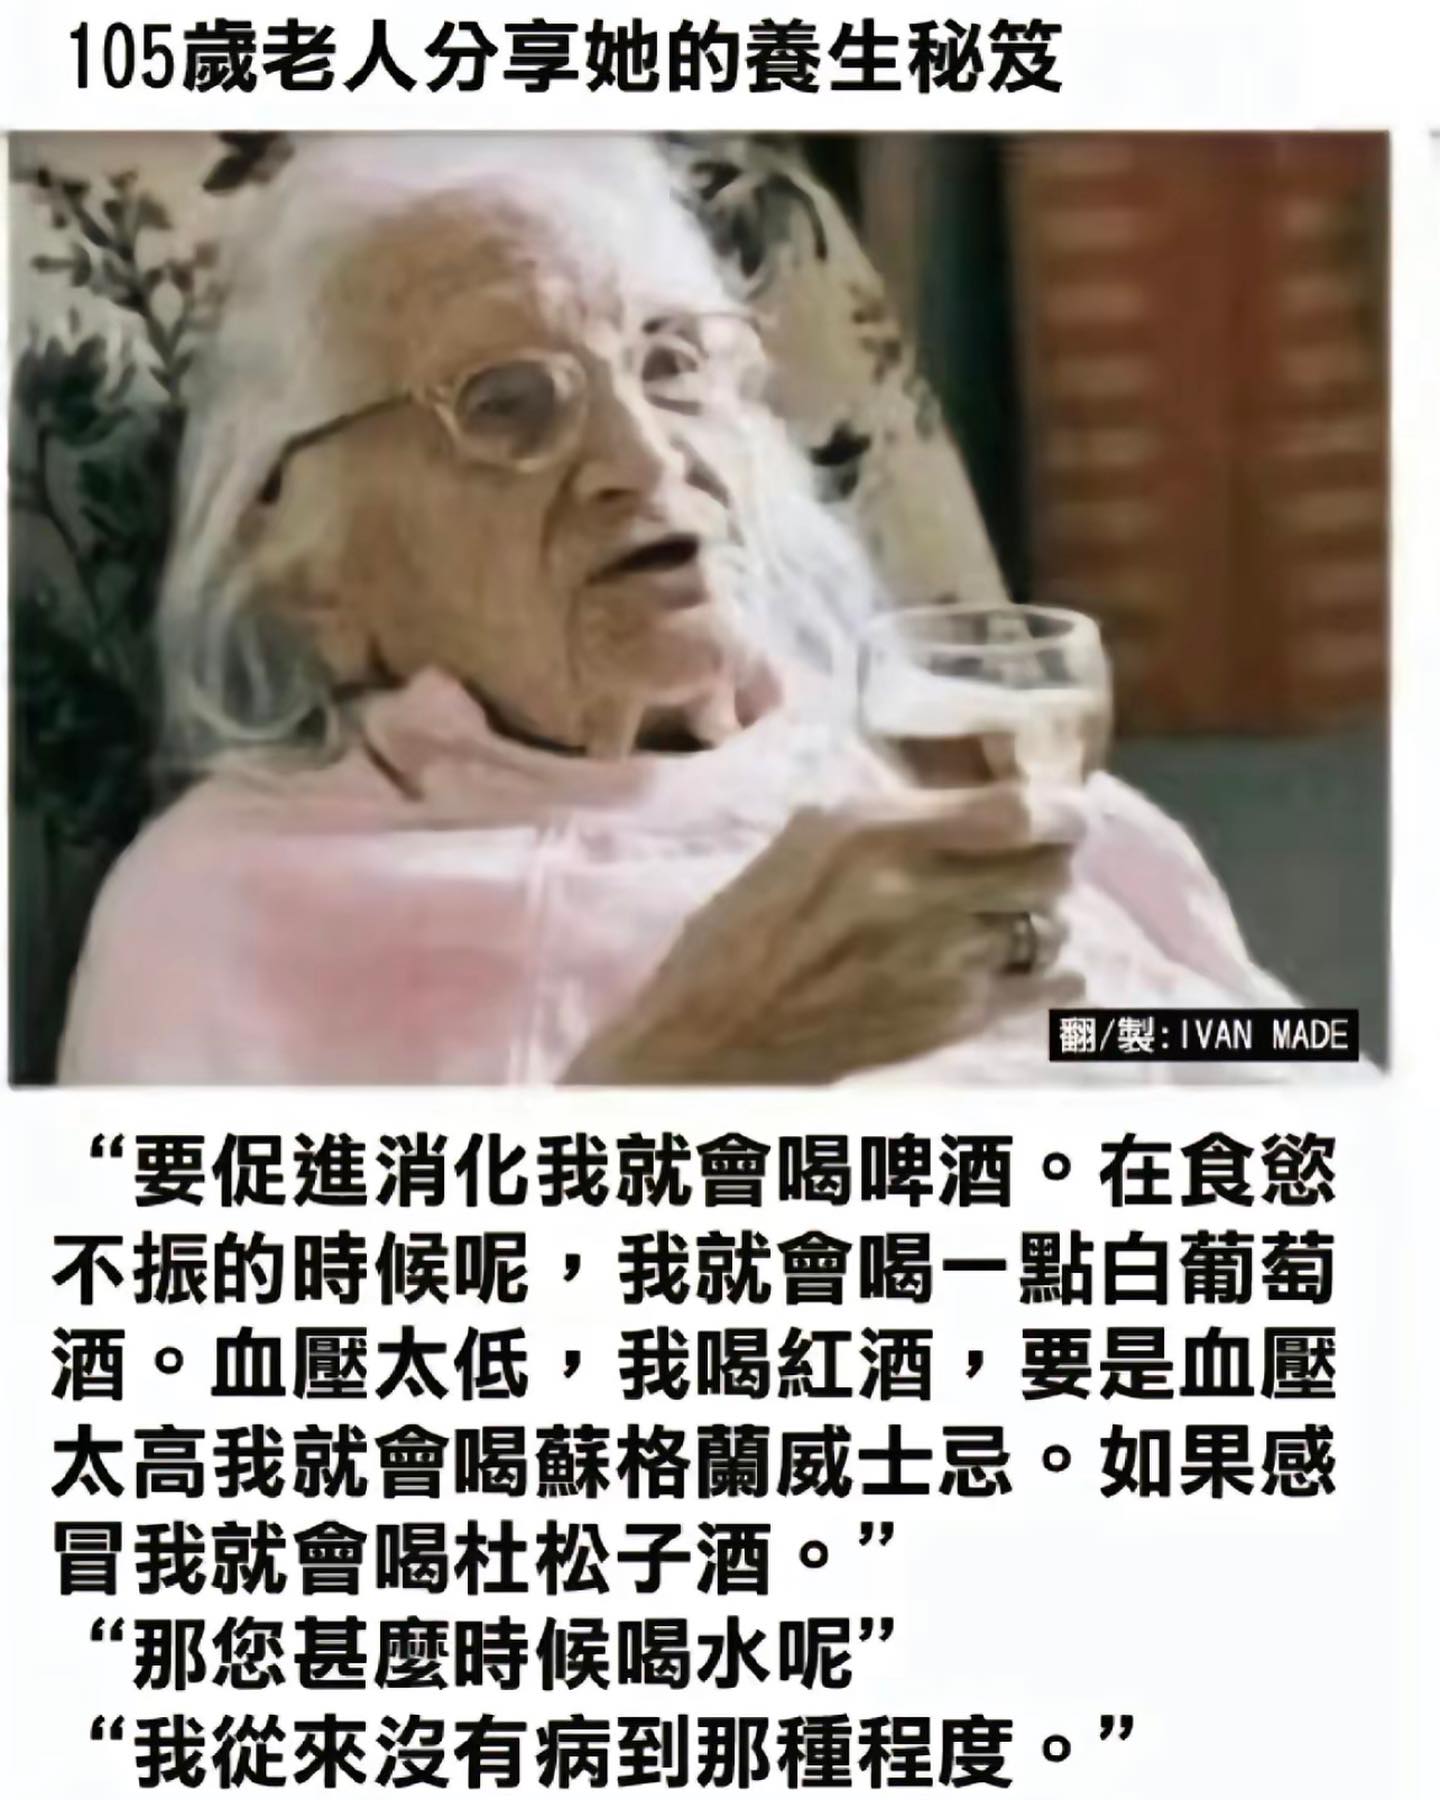 105歲老人分享她的養生秘笈
翻/製:IVAN MADE
“要促進消化我就會喝啤酒。在食慾
不振的時候呢，我就會喝一點白葡萄
酒。血壓太低，我喝紅酒，要是血壓
太高我就會喝蘇格蘭威士忌。如果感
冒我就會喝杜松子酒。”
“那您甚麼時候喝水呢”
“我從來沒有病到那種程度。”